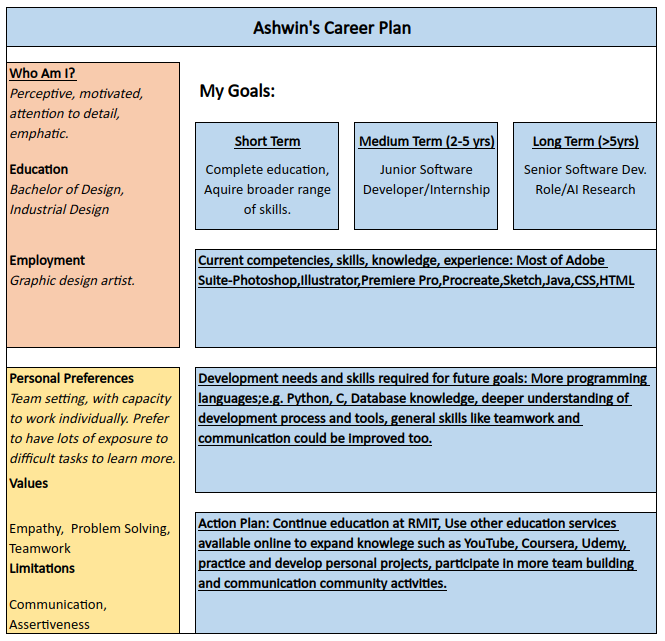 Ashwin's Career Plan
Who Am I?
Perceptive, motivated,
attention to detail,
emphatic.
Education
Bachelor of Design,
Industrial Design
Employment
Graphic design artist.
My Goals:
Short Term
Complete education,
Aquire broader range
of skills.
Medium Term (2-5 yrs)
Junior Software
Developer/Internship
Long Term (>5yrs)
Senior Software Dev.
Role/AI Research
Current competencies, skills, knowledge, experience: Most of Adobe
Suite-Photoshop,Illustrator,Premiere Pro,Procreate,Sketch,Java,CSS,HTML
Personal Preferences
Team setting, with capacity
to work individually. Prefer
to have lots of exposure to
difficult tasks to learn more.
Values
Empathy,  Problem Solving,
Teamwork
Limitations
Communication,
Assertiveness
Development needs and skills required for future goals: More programming
languages;e.g. Python, C, Database knowledge, deeper understanding of
development process and tools, general skills like teamwork and
communication could be improved too.
Action Plan: Continue education at RMIT, Use other education services
available online to expand knowlege such as YouTube, Coursera, Udemy,
practice and develop personal projects, participate in more team building
and communication community activities.